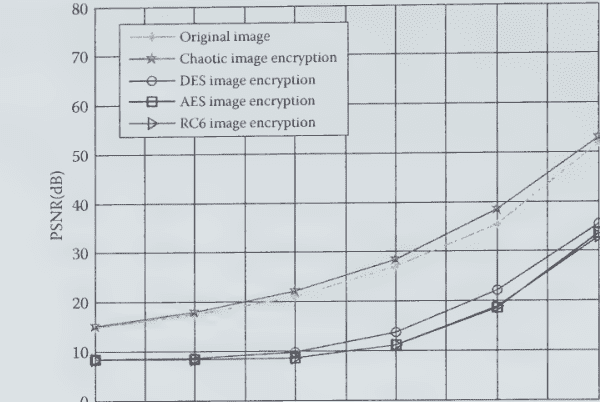 80
70
60
50
40
30
20
10
0
PSNR(dB)
Original image
Chaotic image encryption
DES image encryption
AES image encryption
RC6 image encryption